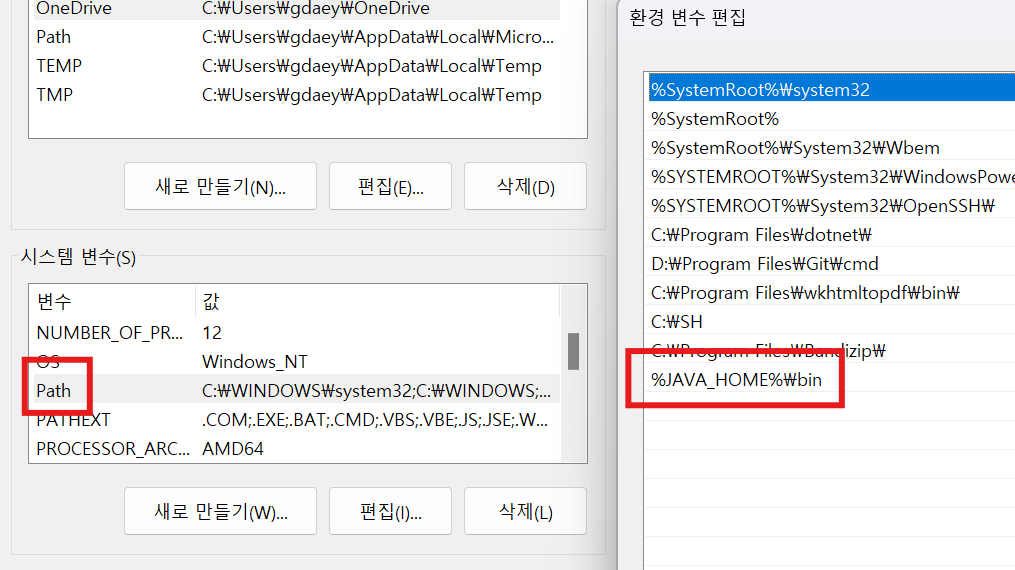 OneDrive C:₩Users₩gdaey₩OneDrive
Path C:₩Users₩gdaey₩AppData₩Local₩Micro...
TEMP C:₩Users₩gdaey₩AppData₩Local₩Temp
TMP C:₩Users₩gdaey₩AppData₩Local₩Temp
새로 만들기(N)... 편집(E)... 삭제(D)
시스템 변수(S)
변수 값
NUMBER_OF_PR... 12
OS Windows_NT
Path C:₩WINDOWS₩system32;C:₩WINDOWS;...
PATHEXT .COM;.EXE;.BAT;.CMD;.VBS;.VBE;.JS;.JSE;.W...
PROCESSOR_ARC... AMD64
새로 만들기(W)... 편집(I)... 삭제(L)
환경 변수 편집
%SystemRoot%₩system32
%SystemRoot%
%SystemRoot%₩System32₩Wbem
%SYSTEMROOT%₩System32₩WindowsPowe
%SYSTEMROOT%₩System32₩OpenSSH₩
C:₩Program Files₩dotnet₩
D:₩Program Files₩Git₩cmd
C:₩Program Files₩wkhtmltopdf₩bin₩
C:₩SH
C:₩Program Files₩Bandizip₩
%JAVA_HOME%₩bin